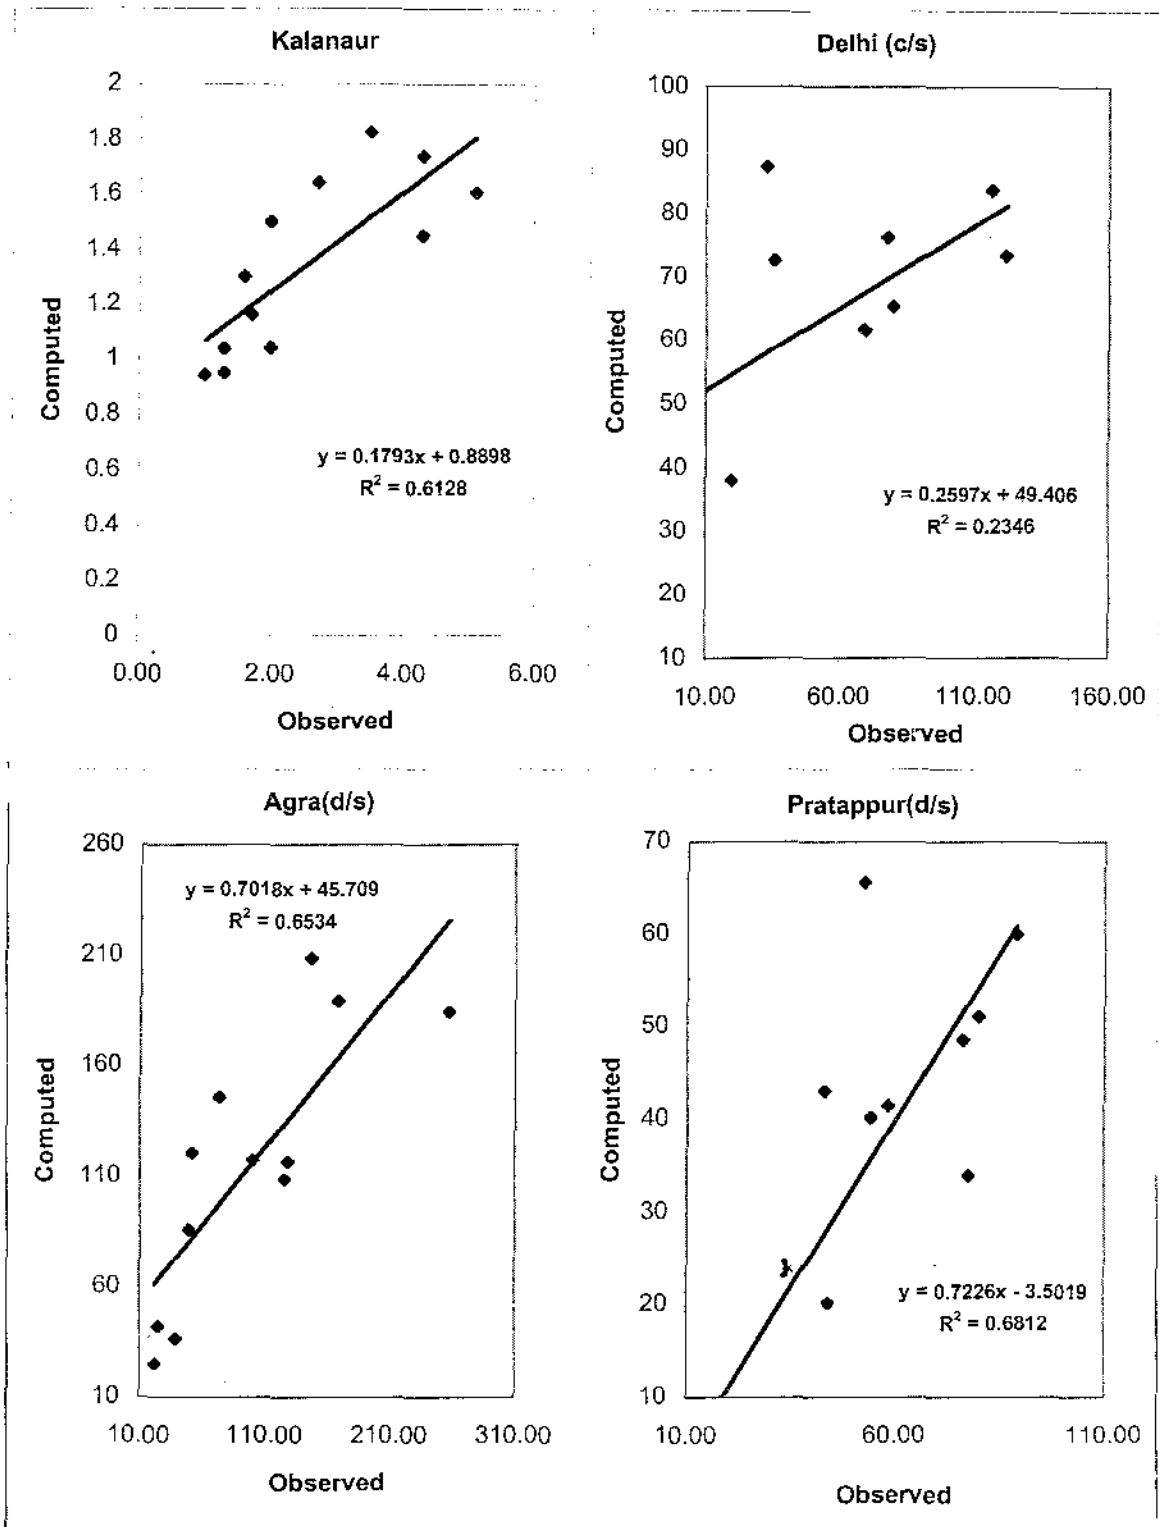 Kalanaur
2
1.8
1.6
1.4
1.2
1
0.8
0.6
0.4
0.2
0
Computed
y = 0.1793x + 0.8898
R² = 0.6128
0.00 2.00 4.00 6.00
Observed
Delhi (c/s)
100
90
80
70
60
50
40
30
20
10
Computed
y = 0.2597x + 49.406
R² = 0.2346
10.00 60.00 110.00 160.00
Observed
Agra(d/s)
260
210
160
110
60
10
Computed
y = 0.7018x + 45.709
R² = 0.6534
10.00 110.00 210.00 310.00
Observed
Pratappur(d/s)
70
60
50
40
30
20
10
Computed
y = 0.7226x - 3.5019
R² = 0.6812
10.00 60.00 110.00
Observed